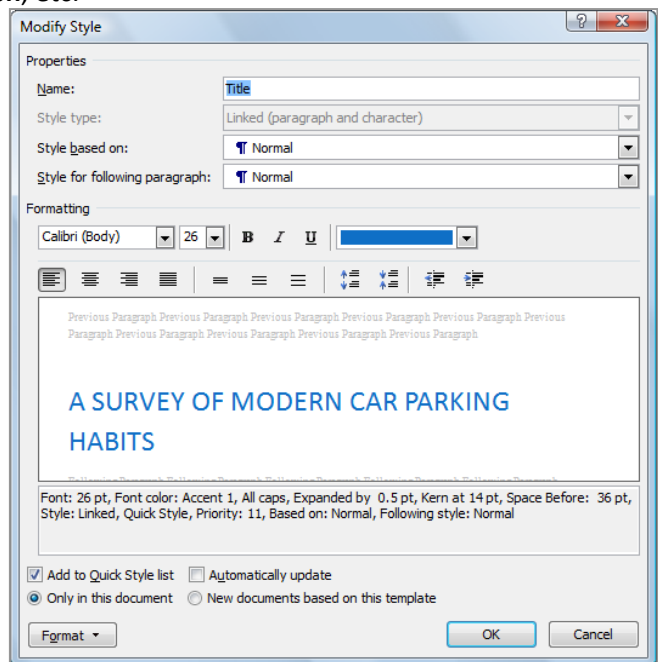 Modify Style
Properties
Name: Title
Style type: Linked (paragraph and character)
Style based on: ¶ Normal
Style for following paragraph: ¶ Normal
Formatting
Calibri (Body) 26 B I U
Previous Paragraph Previous Paragraph Previous Paragraph Previous Paragraph Previous Paragraph Previous
Paragraph Previous Paragraph Previous Paragraph Previous Paragraph Previous Paragraph
A SURVEY OF MODERN CAR PARKING
HABITS
Font: 26 pt, Font color: Accent 1, All caps, Expanded by 0.5 pt, Kern at 14 pt, Space Before: 36 pt,
Style: Linked, Quick Style, Priority: 11, Based on: Normal, Following style: Normal
Add to Quick Style list Automatically update
Only in this document New documents based on this template
Format OK Cancel